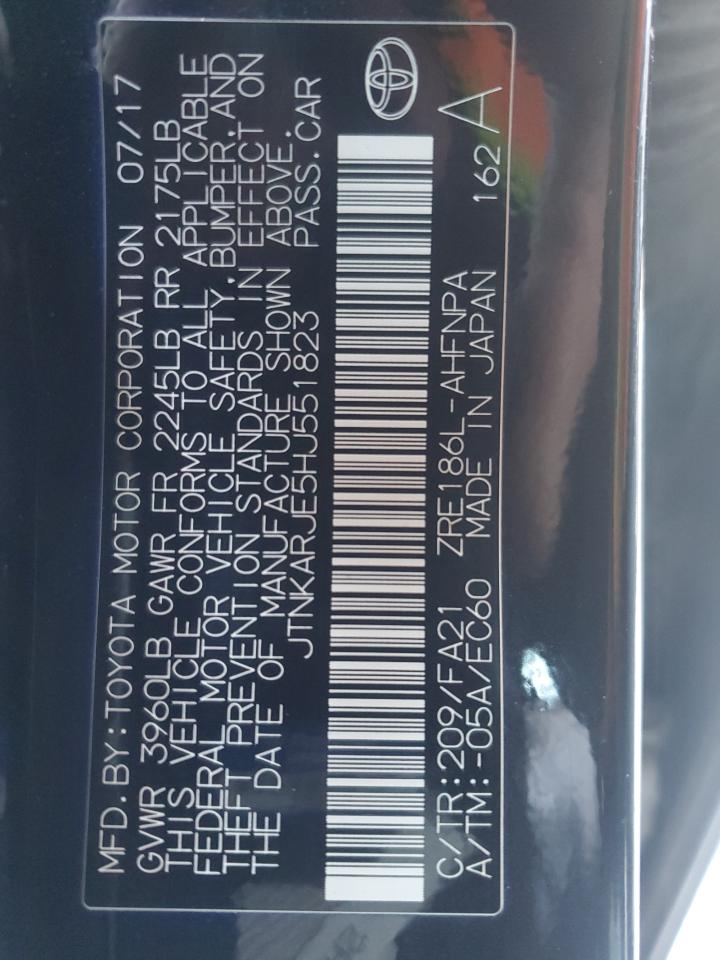 MFD.BY:TOYOTA MOTOR CORPORATION 07/17
GVWR 3960LB GAWR FR 2245LB RR 2175LB
THIS VEHICLE CONFORMS TO ALL APPLICABLE
FEDERAL MOTOR VEHICLE SAFETY,BUMPER,AND
THEFT PREVENTION STANDARDS IN EFFECT ON
THE DATE OF MANUFACTURE SHOWN ABOVE.
JTNKARJE5HJ551823 PASS.CAR
C/TR:209/FA21 ZRE186L-AHFNPA
A/TM:-05A/EC60 MADE IN JAPAN 162 A